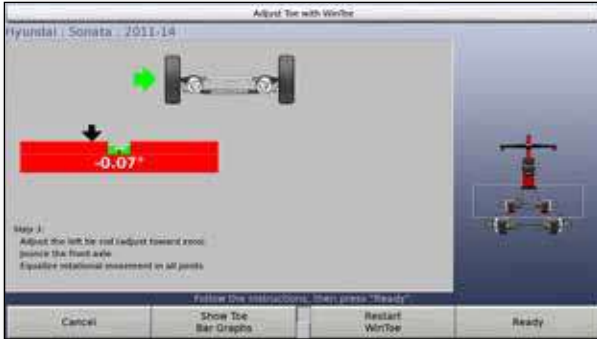 Adjust Toe with WinToe
Hyundai : Sonata : 2011-14
-0.07°
Step 3:
Adjust the left tie rod (adjust toward zero).
Jounce the front axle.
Equalize rotational movement in all joints.
Follow the instructions, then press "Ready".
Cancel
Show Toe
Bar Graphs
Restart
WinToe
Ready